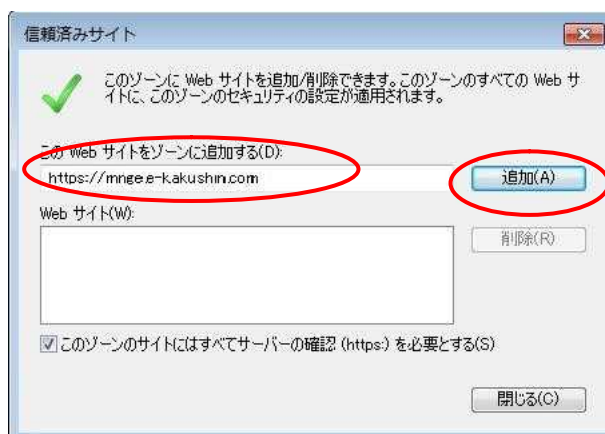 信頼済みサイト
このゾーンに Web サイトを追加/削除できます。このゾーンのすべての Web サ
イトに、このゾーンのセキュリティの設定が適用されます。
この Web サイトをゾーンに追加する(D):
https://mnge.e-kakushin.com
追加(A)
Web サイト(W):
削除(R)
このゾーンのサイトにはすべてサーバーの確認 (https:) を必要とする(S)
閉じる(C)